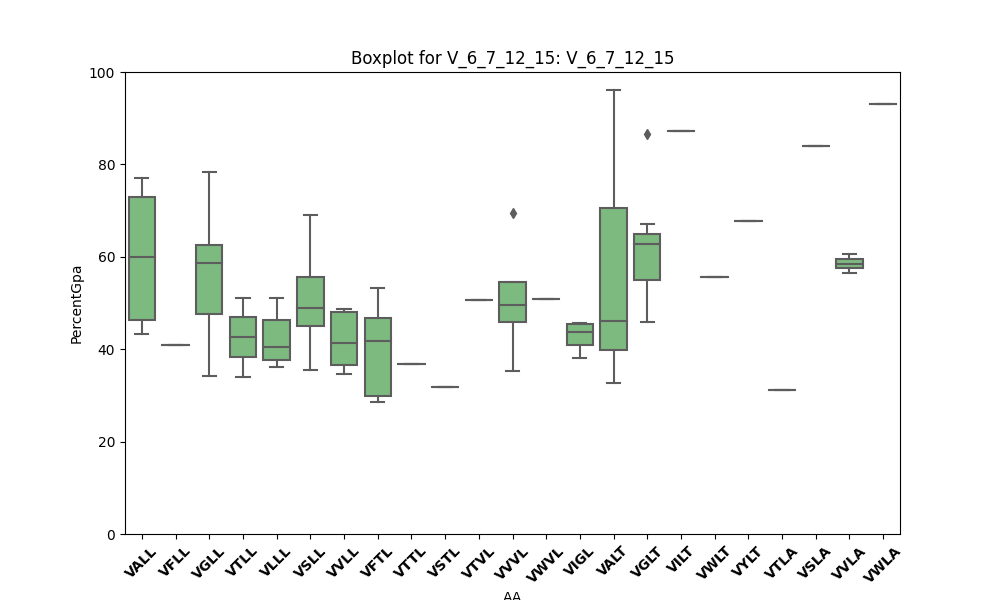 Boxplot for V_6_7_12_15: V_6_7_12_15
PercentGpa
100
80
60
40
20
0
VALL VFLL VGLL VTLL VLLL VSLL VVLL VFTL VTTL VSTL VTVL VVVL VWVL VIGL VALT VGLT VILT VWLT VYLT VTLA VSLA VVLA VWLA
AA